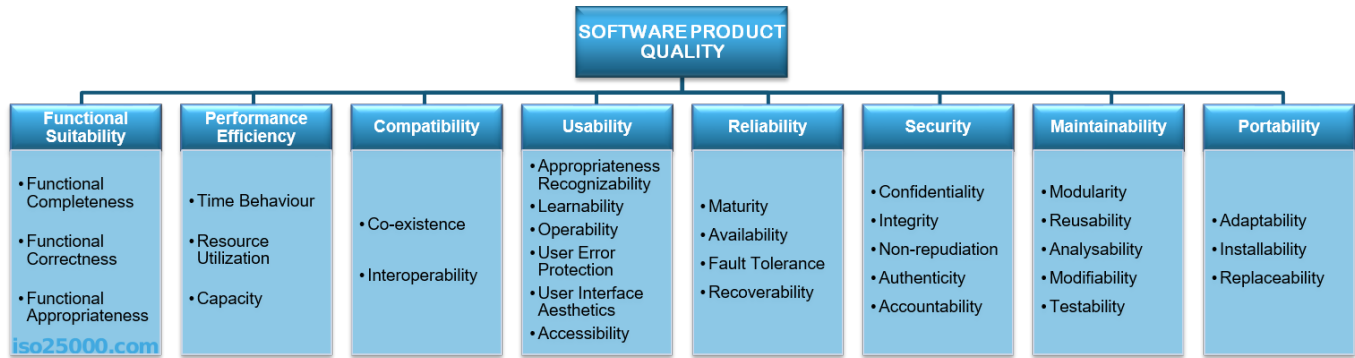 SOFTWARE PRODUCT
QUALITY
Functional
Suitability
Performance
Efficiency
Compatibility
Usability
Reliability
Security
Maintainability
Portability
• Functional
Completeness
• Functional
Correctness
• Functional
Appropriateness
• Time Behaviour
• Resource
Utilization
• Capacity
• Co-existence
• Interoperability
• Appropriateness
Recognizability
• Learnability
• Operability
• User Error
Protection
• User Interface
Aesthetics
• Accessibility
• Maturity
• Availability
• Fault Tolerance
• Recoverability
• Confidentiality
• Integrity
• Non-repudiation
• Authenticity
• Accountability
• Modularity
• Reusability
• Analysability
• Modifiability
• Testability
• Adaptability
• Installability
• Replaceability
iso25000.com